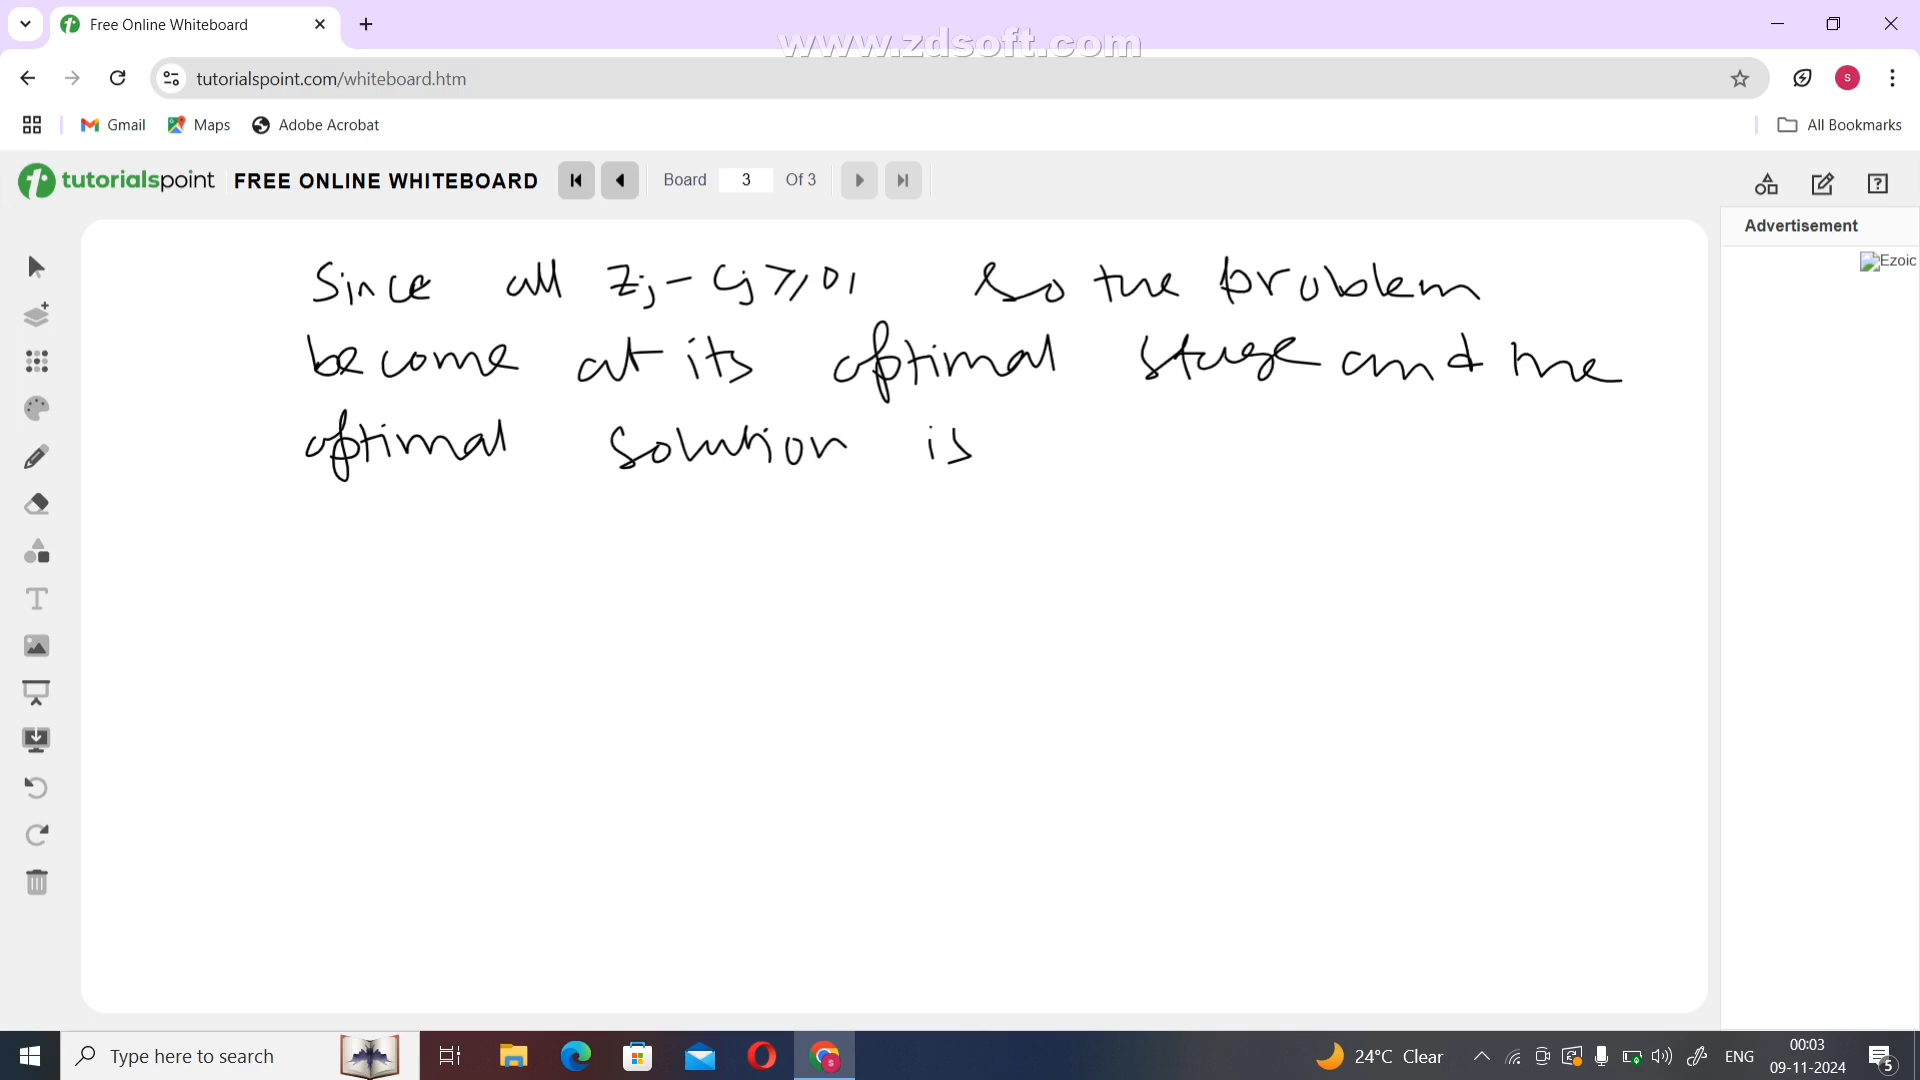 Free Online Whiteboard
www.zdsoft.com
tutorialspoint.com/whiteboard.htm
S
Gmail
Maps
Adobe Acrobat
All Bookmarks
tutorialspoint
FREE ONLINE WHITEBOARD
Board 3 Of 3
Advertisement
Ezoic
Since all Zj - Cj ⩾ 0, so the problem
become at its optimal stage and the
optimal solution is
Type here to search
24°C Clear
ENG
00:03
09-11-2024
5